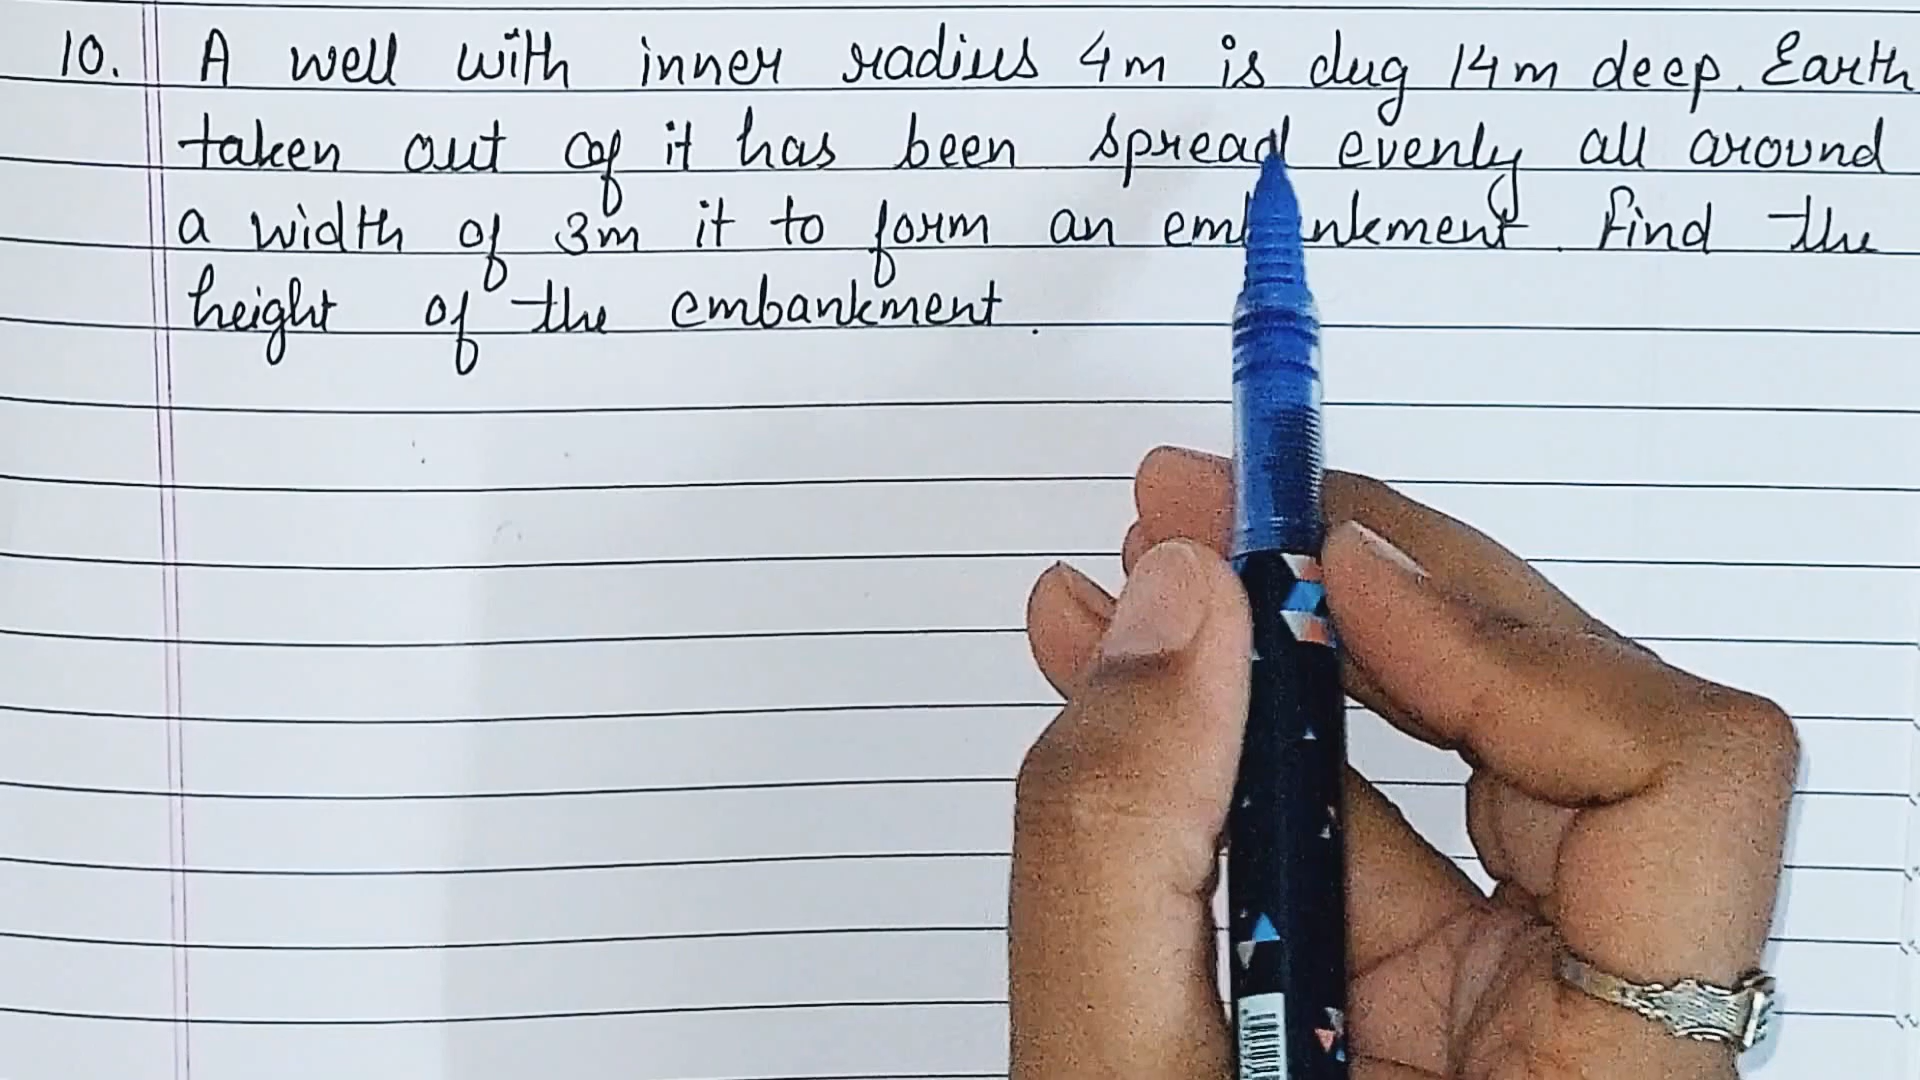 10. A well with inner radius 4m is dug 14m deep. Earth
taken out of it has been spread evenly all around
a width of 3m it to form an embankment. Find the
height of the embankment.